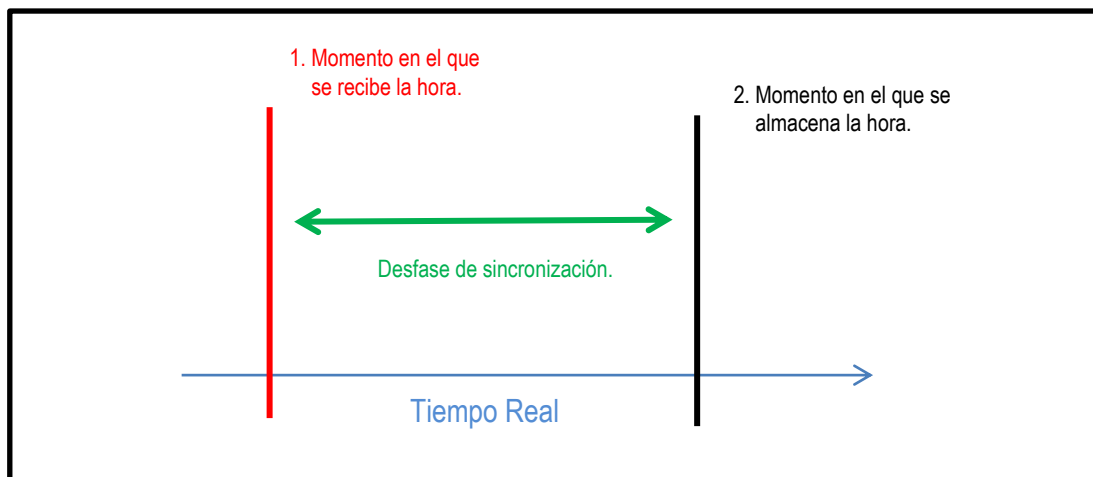 1. Momento en el que
se recibe la hora.
2. Momento en el que se
almacena la hora.
Desfase de sincronización.
Tiempo Real